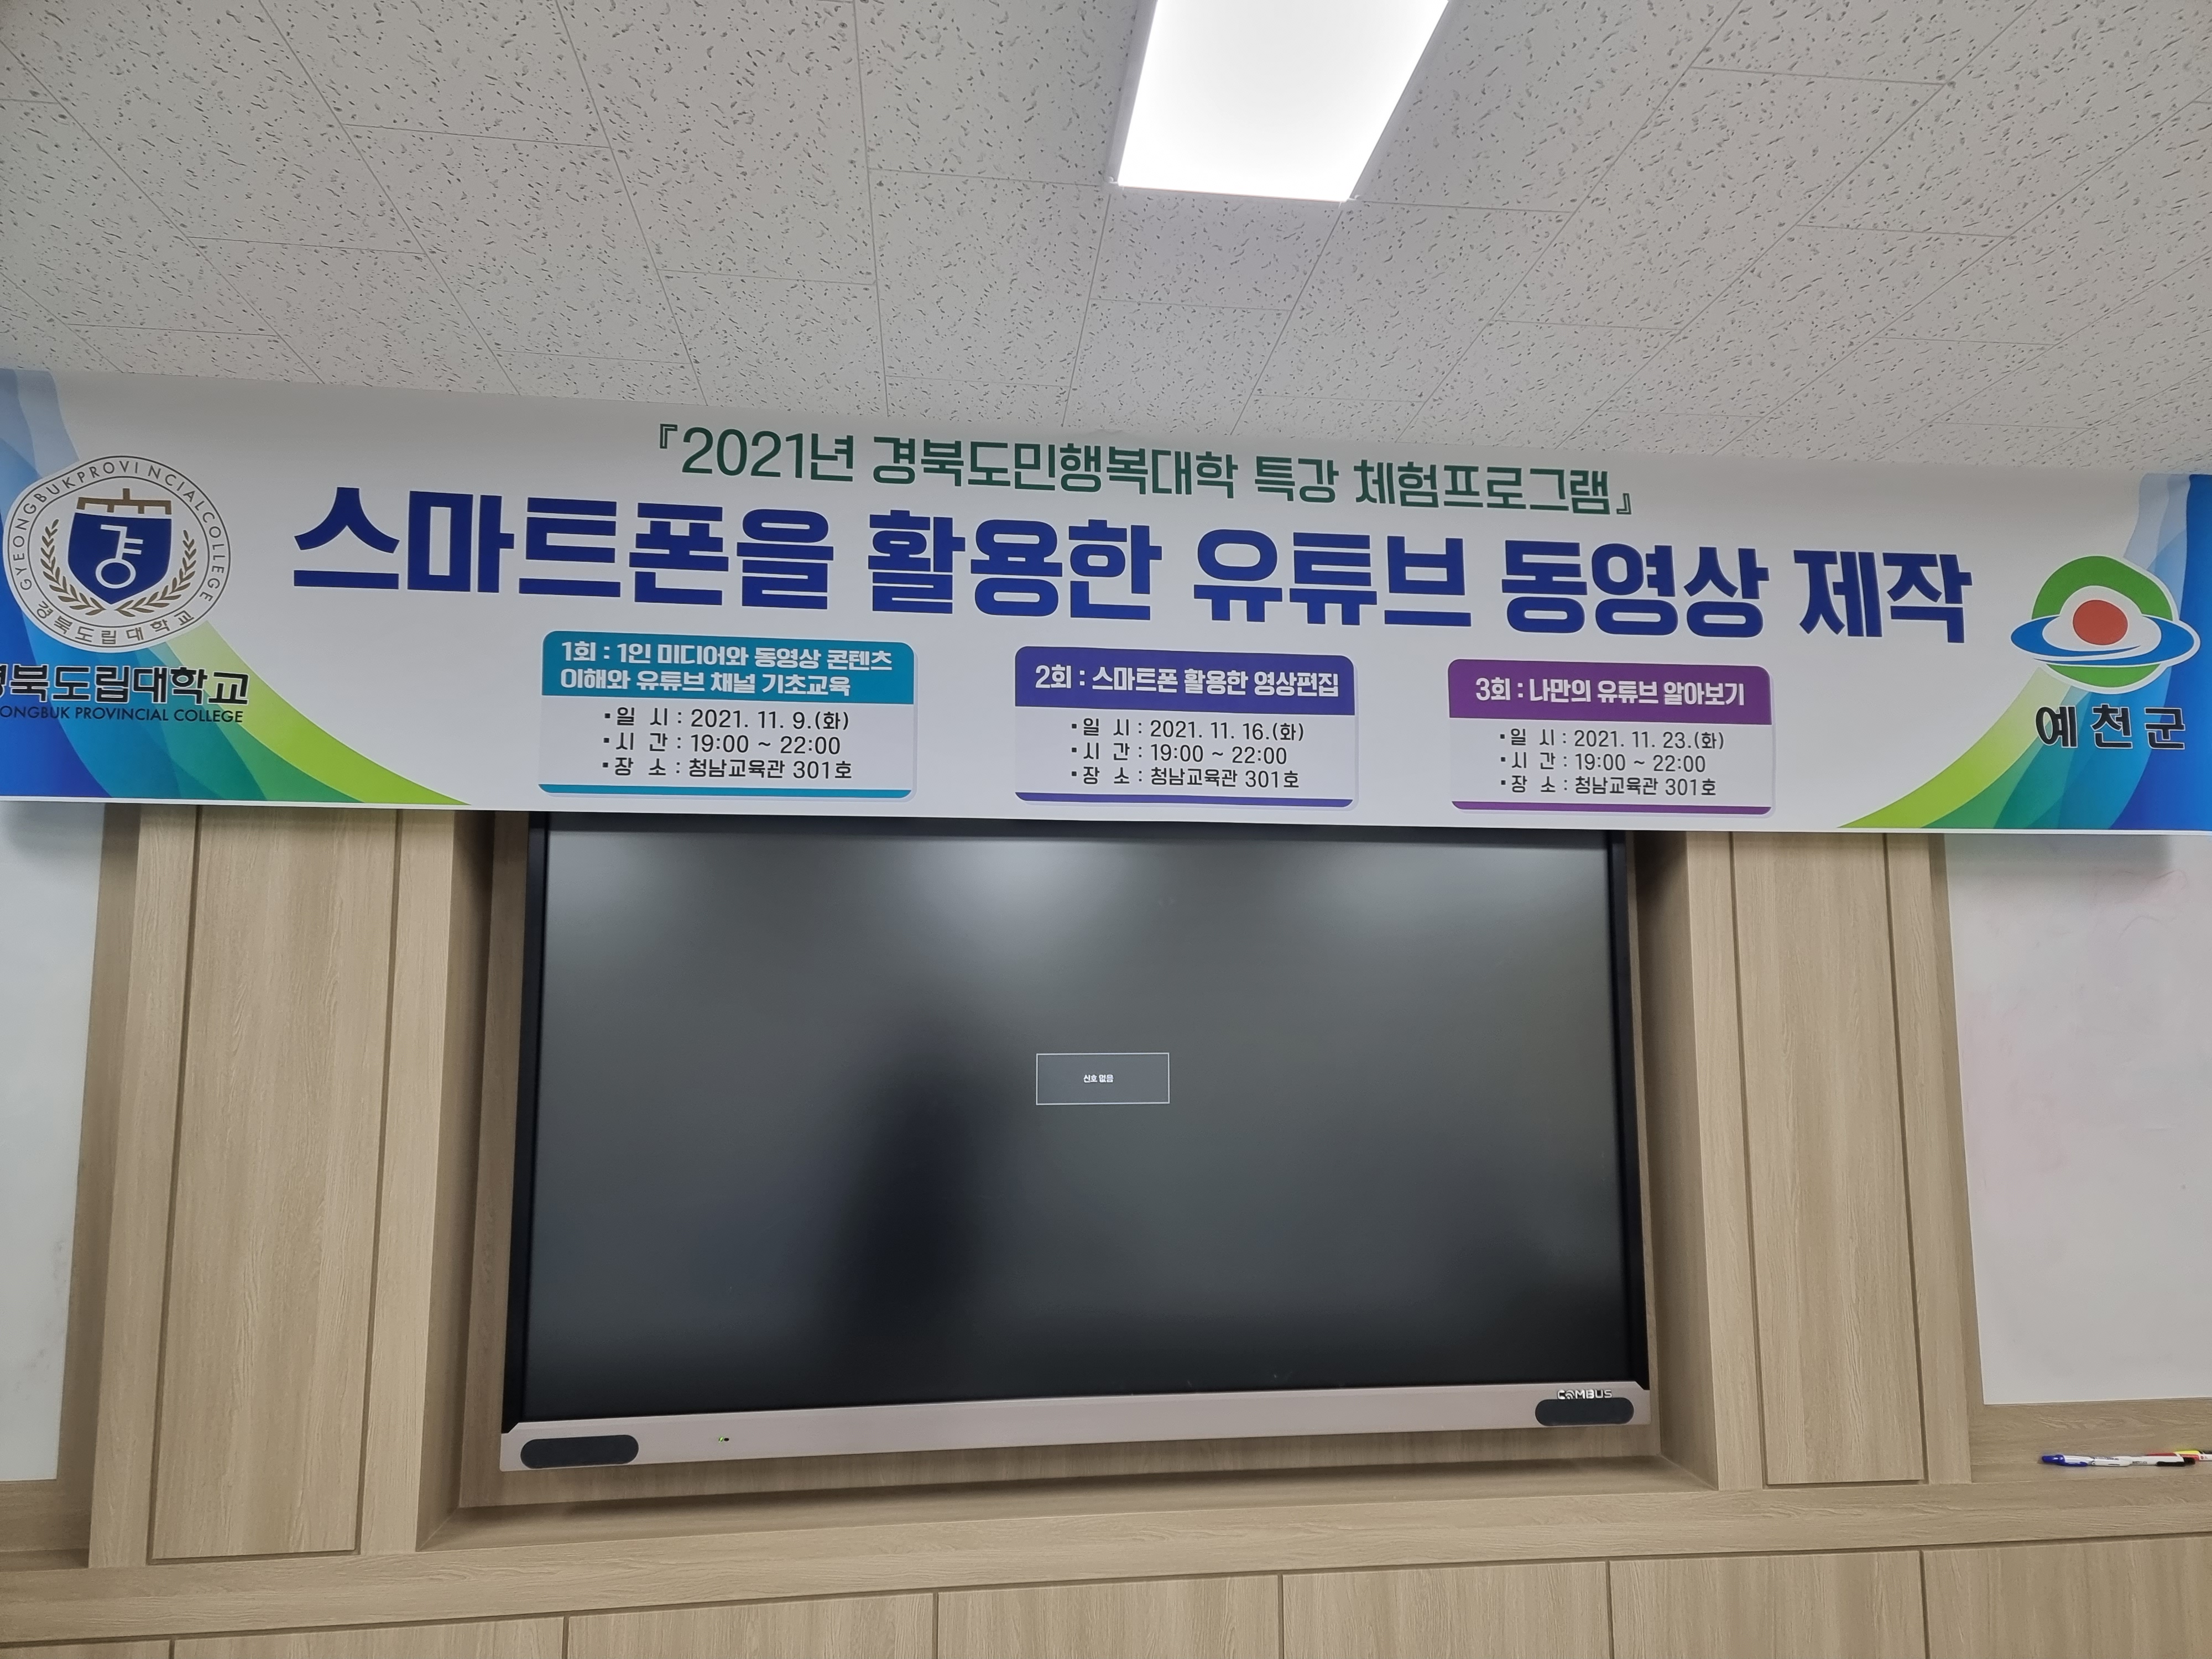 『2021년 경북도민행복대학 특강 체험프로그램』
스마트폰을 활용한 유튜브 동영상 제작
GYEONGBUK PROVINCIAL COLLEGE
경북도립대학교
북도립대학교
ONGBUK PROVINCIAL COLLEGE
1회 : 1인 미디어와 동영상 콘텐츠
이해와 유튜브 채널 기초교육
▪일 시 : 2021. 11. 9.(화)
▪시 간 : 19:00 ~ 22:00
▪장 소 : 청남교육관 301호
2회 : 스마트폰 활용한 영상편집
▪일 시 : 2021. 11. 16.(화)
▪시 간 : 19:00 ~ 22:00
▪장 소 : 청남교육관 301호
3회 : 나만의 유튜브 알아보기
▪일 시 : 2021. 11. 23.(화)
▪시 간 : 19:00 ~ 22:00
▪장 소 : 청남교육관 301호
예천군
신호 없음
COMBUS